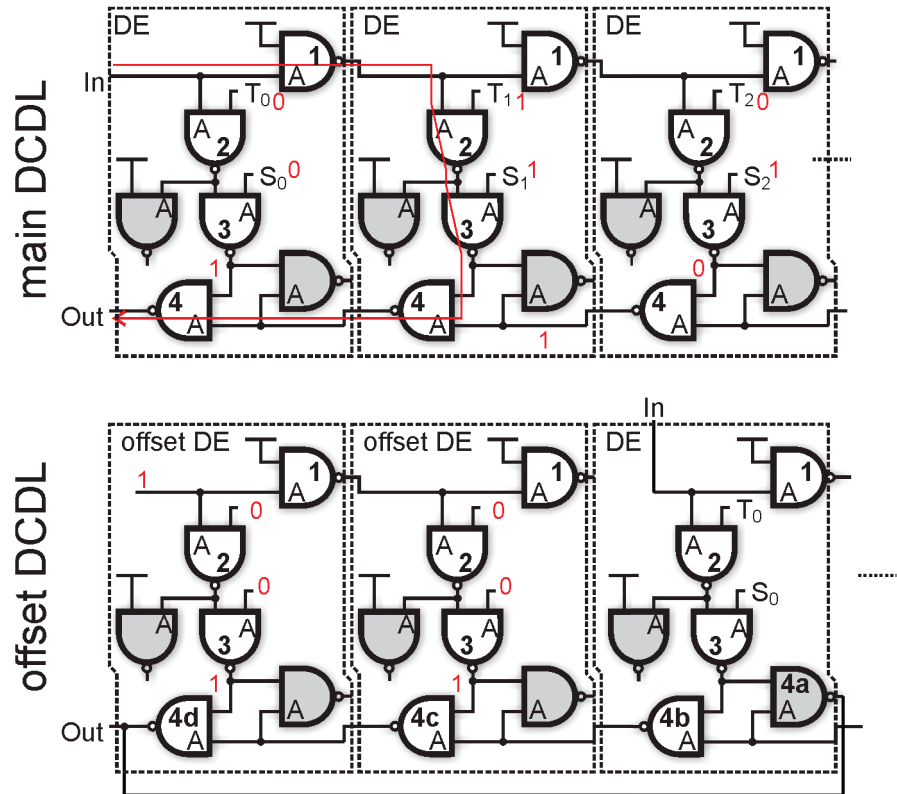 main DCDL
DE DE DE
1 1 1
A A A
In
T₀ 0 T₁ 1 T₂ 0
A A A
2 2 2
S₀ 0 S₁ 1 S₂ 1
A A A A A A
3 3 3
1 0
A A A
4 4 4
Out A A A
1
offset DCDL
In
offset DE offset DE DE
1 1 1
1
A A A
0 0 T₀
A A A
2 2 2
0 0 S₀
A A A A A A
3 3 3
1 1 4a
A A A
4d 4c 4b
Out A A A